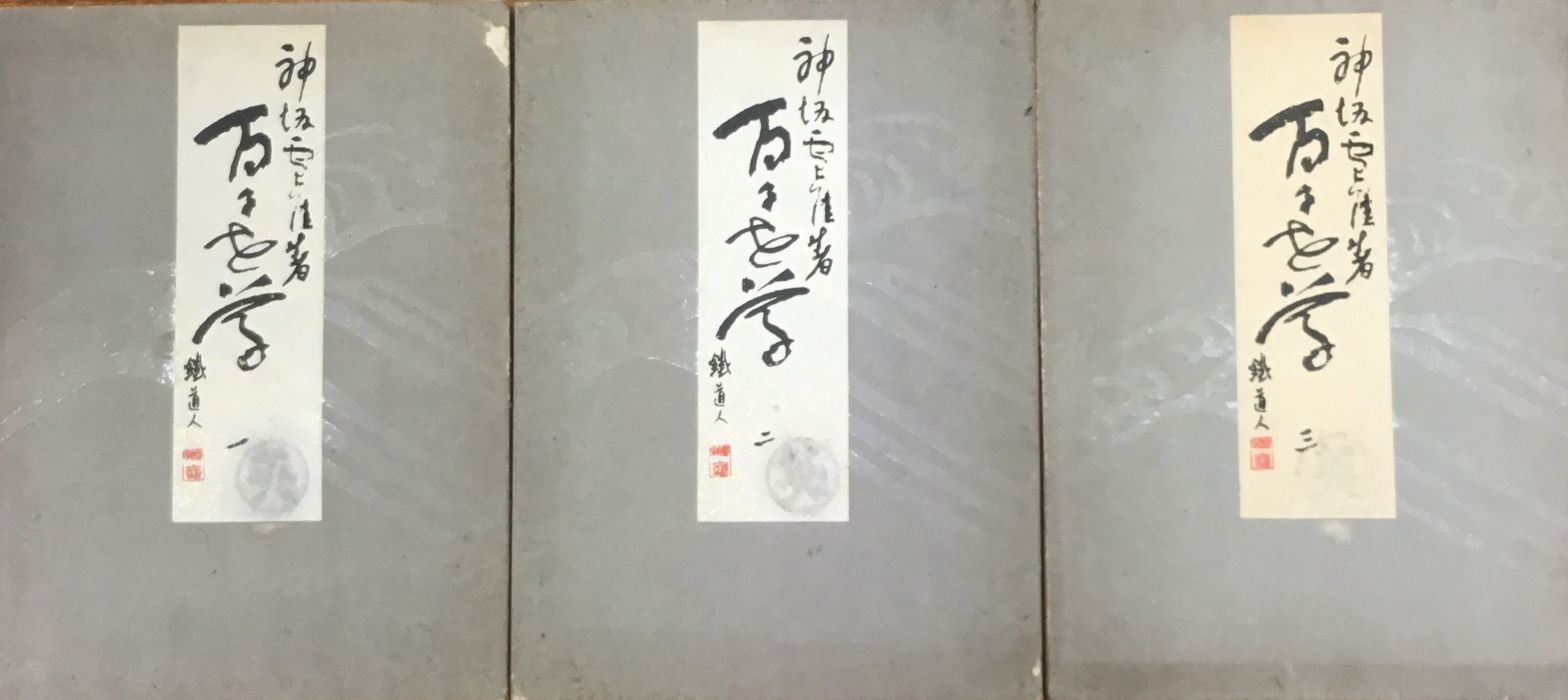 神坂雪佳著
百々世草
鐵道人
一
神坂雪佳著
百々世草
鐵道人
二
神坂雪佳著
百々世草
鐵道人
三